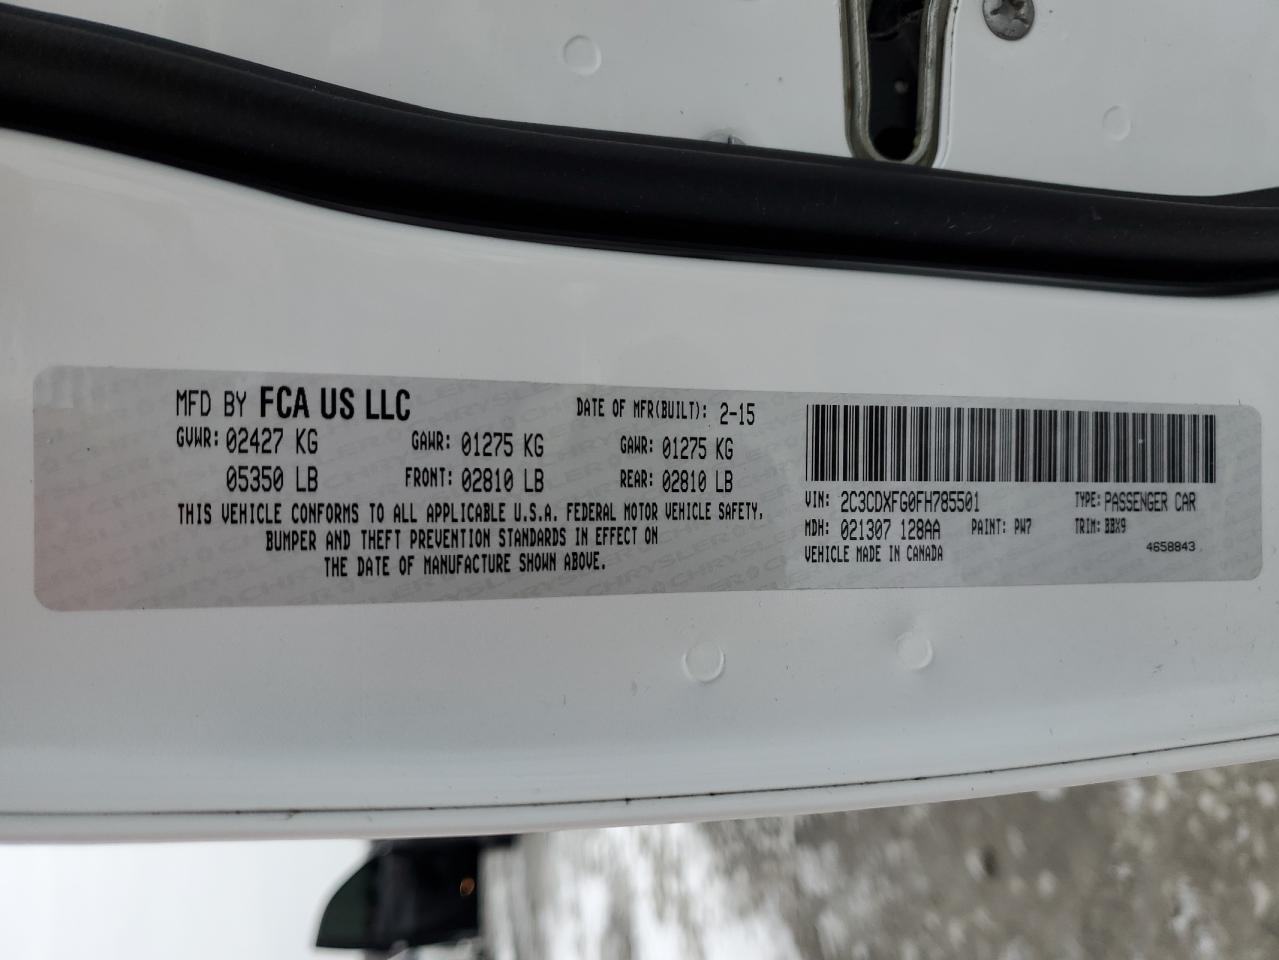 MFD BY FCA US LLC DATE OF MFR(BUILT): 2-15
GVWR: 02427 KG GAWR: 01275 KG GAWR: 01275 KG
05350 LB FRONT: 02810 LB REAR: 02810 LB
THIS VEHICLE CONFORMS TO ALL APPLICABLE U.S.A. FEDERAL MOTOR VEHICLE SAFETY,
BUMPER AND THEFT PREVENTION STANDARDS IN EFFECT ON
THE DATE OF MANUFACTURE SHOWN ABOVE.
VIN: 2C3CDXFG0FH785501 TYPE: PASSENGER CAR
MDH: 021307 128AA PAINT: PW7 TRIM: BBX9
VEHICLE MADE IN CANADA 4658843